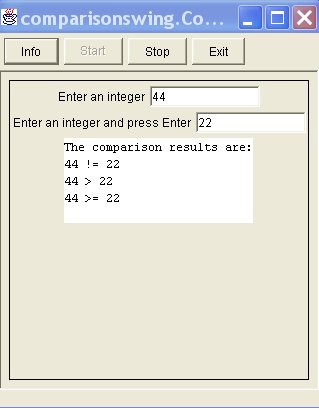 comparisonswing.Co...
Info Start Stop Exit
Enter an integer 44
Enter an integer and press Enter 22
The comparison results are:
44 != 22
44 > 22
44 >= 22